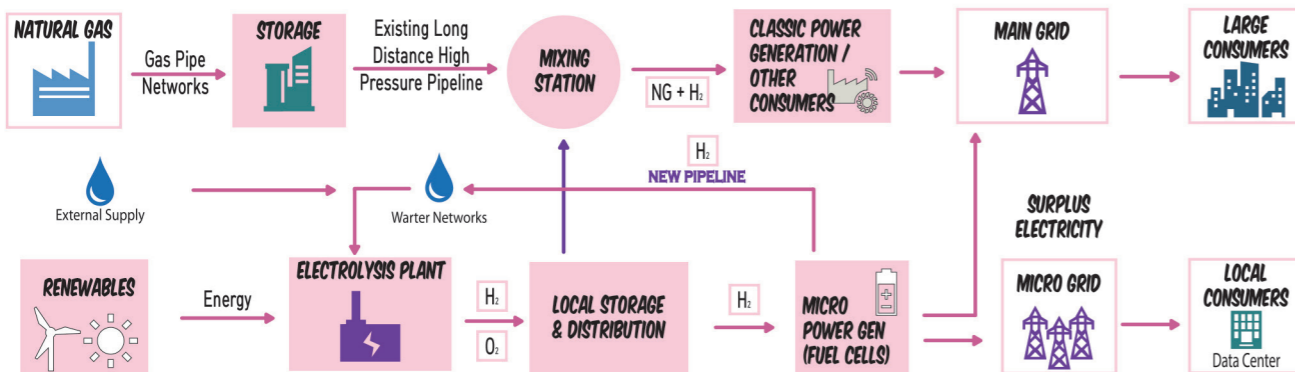 NATURAL GAS
Gas Pipe
Networks
STORAGE
Existing Long
Distance High
Pressure Pipeline
MIXING
STATION
NG + H₂
CLASSIC POWER
GENERATION /
OTHER
CONSUMERS
MAIN GRID
LARGE
CONSUMERS
External Supply
Warter Networks
H₂
NEW PIPELINE
SURPLUS
ELECTRICITY
RENEWABLES
Energy
ELECTROLYSIS PLANT
H₂
O₂
LOCAL STORAGE
& DISTRIBUTION
H₂
MICRO
POWER GEN
(FUEL CELLS)
MICRO GRID
LOCAL
CONSUMERS
Data Center